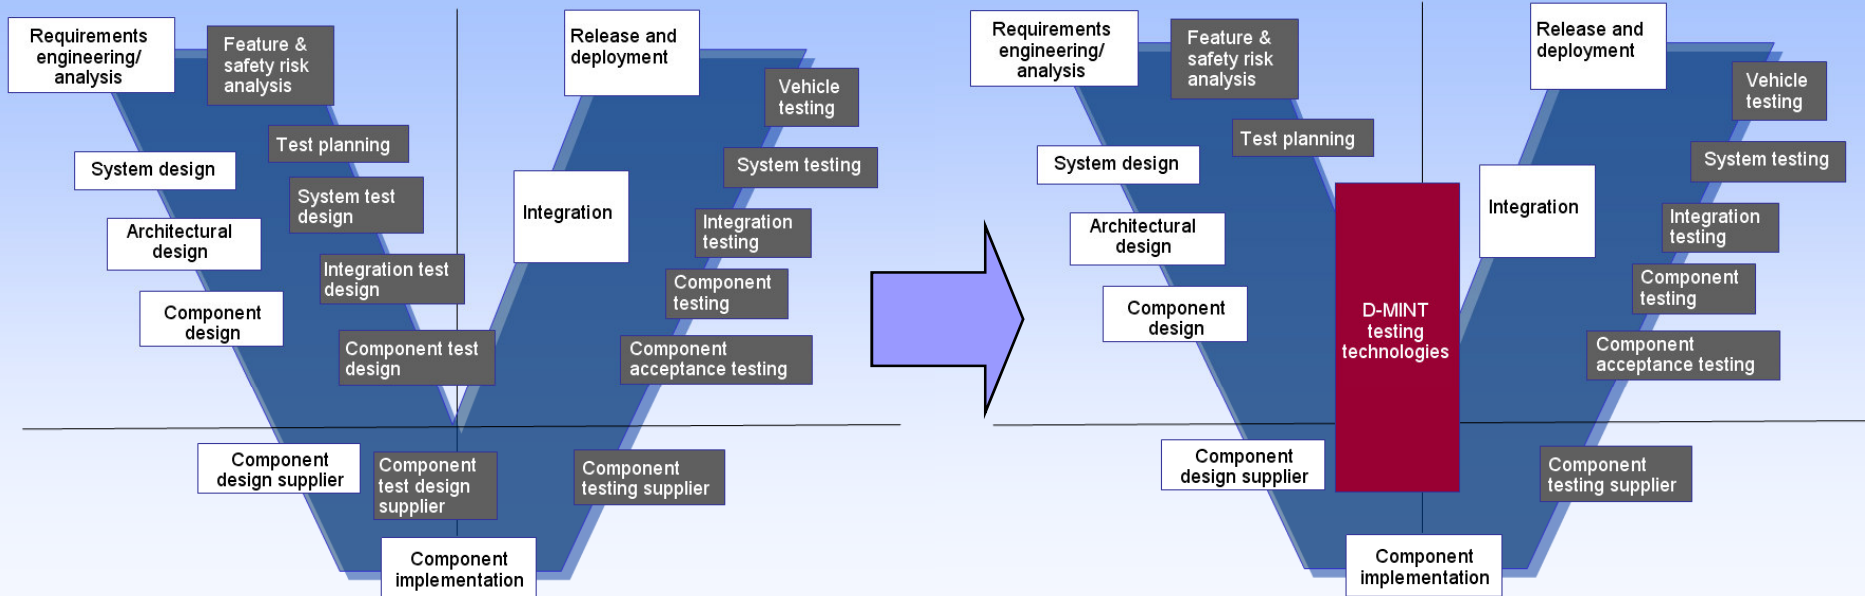 Requirements
engineering/
analysis
Feature &
safety risk
analysis
Test planning
System design
System test
design
Architectural
design
Integration test
design
Component
design
Component test
design
Component
design supplier
Component
test design
supplier
Component
implementation
Release and
deployment
Vehicle
testing
System testing
Integration
Integration
testing
Component
testing
Component
acceptance testing
Component
testing supplier
Requirements
engineering/
analysis
Feature &
safety risk
analysis
Test planning
System design
Architectural
design
Component
design
D-MINT
testing
technologies
Component
design supplier
Component
implementation
Release and
deployment
Vehicle
testing
System testing
Integration
Integration
testing
Component
testing
Component
acceptance testing
Component
testing supplier